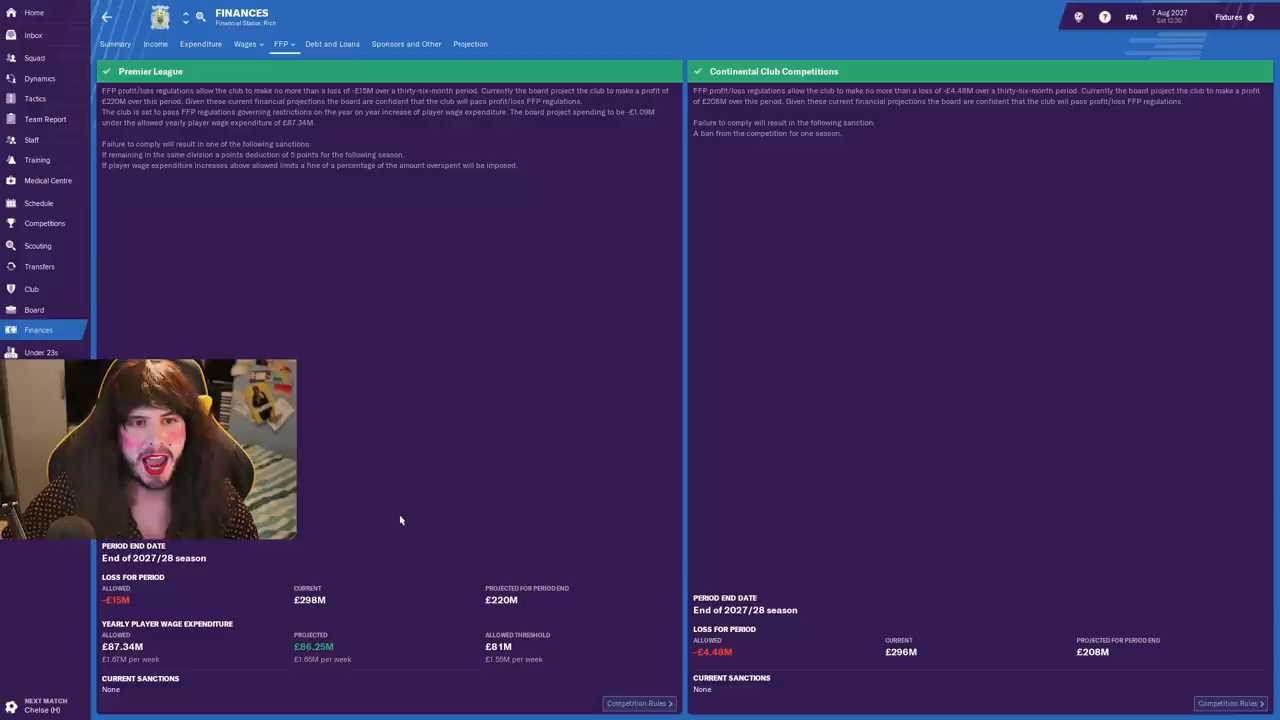 Home
Inbox
Squad
Dynamics
Tactics
Team Report
Staff
Training
Medical Centre
Schedule
Competitions
Scouting
Transfers
Club
Board
Finances
Under 23s
NEXT MATCH
Chelse (H)
FINANCES
Financial Status: Rich
7 Aug 2027
Sat 12:30
FM
Fixtures
Summary Income Expenditure Wages FFP Debt and Loans Sponsors and Other Projection
Premier League
FFP profit/loss regulations allow the club to make no more than a loss of -£15M over a thirty-six-month period. Currently the board project the club to make a profit of
£220M over this period. Given these current financial projections the board are confident that the club will pass profit/loss FFP regulations.
The club is set to pass FFP regulations governing restrictions on the year on year increase of player wage expenditure. The board project spending to be -£1.09M
under the allowed yearly player wage expenditure of £87.34M.
Failure to comply will result in one of the following sanctions:
If remaining in the same division a points deduction of 5 points for the following season.
If player wage expenditure increases above allowed limits a fine of a percentage of the amount overspent will be imposed.
PERIOD END DATE
End of 2027/28 season
LOSS FOR PERIOD
ALLOWED CURRENT PROJECTED FOR PERIOD END
-£15M £298M £220M
YEARLY PLAYER WAGE EXPENDITURE
ALLOWED PROJECTED ALLOWED THRESHOLD
£87.34M £86.25M £81M
£1.67M per week £1.65M per week £1.55M per week
CURRENT SANCTIONS
None
Competition Rules
Continental Club Competitions
FFP profit/loss regulations allow the club to make no more than a loss of -£4.48M over a thirty-six-month period. Currently the board project the club to make a profit
of £208M over this period. Given these current financial projections the board are confident that the club will pass profit/loss FFP regulations.
Failure to comply will result in the following sanction:
A ban from the competition for one season.
PERIOD END DATE
End of 2027/28 season
LOSS FOR PERIOD
ALLOWED CURRENT PROJECTED FOR PERIOD END
-£4.48M £296M £208M
CURRENT SANCTIONS
None
Competition Rules